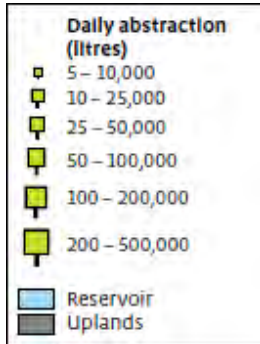 Daily abstraction
(litres)
5 – 10,000
10 – 25,000
25 – 50,000
50 – 100,000
100 – 200,000
200 – 500,000
Reservoir
Uplands